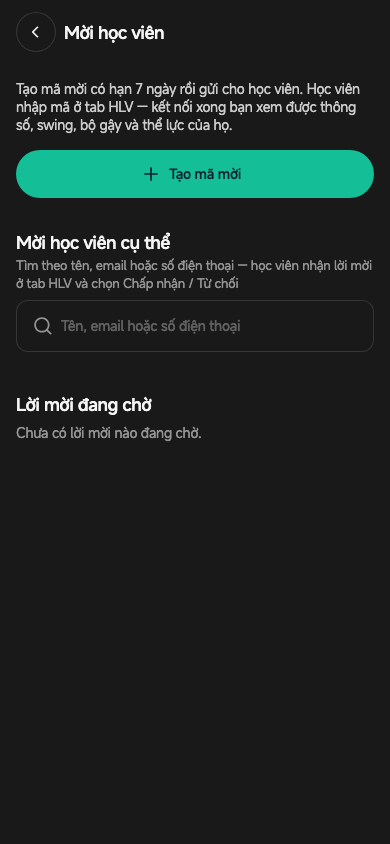 Mời học viên
Tạo mã mời có hạn 7 ngày rồi gửi cho học viên. Học viên
nhập mã ở tab HLV — kết nối xong bạn xem được thông
số, swing, bộ gậy và thể lực của họ.
Tạo mã mời
Mời học viên cụ thể
Tìm theo tên, email hoặc số điện thoại — học viên nhận lời mời
ở tab HLV và chọn Chấp nhận / Từ chối
Tên, email hoặc số điện thoại
Lời mời đang chờ
Chưa có lời mời nào đang chờ.